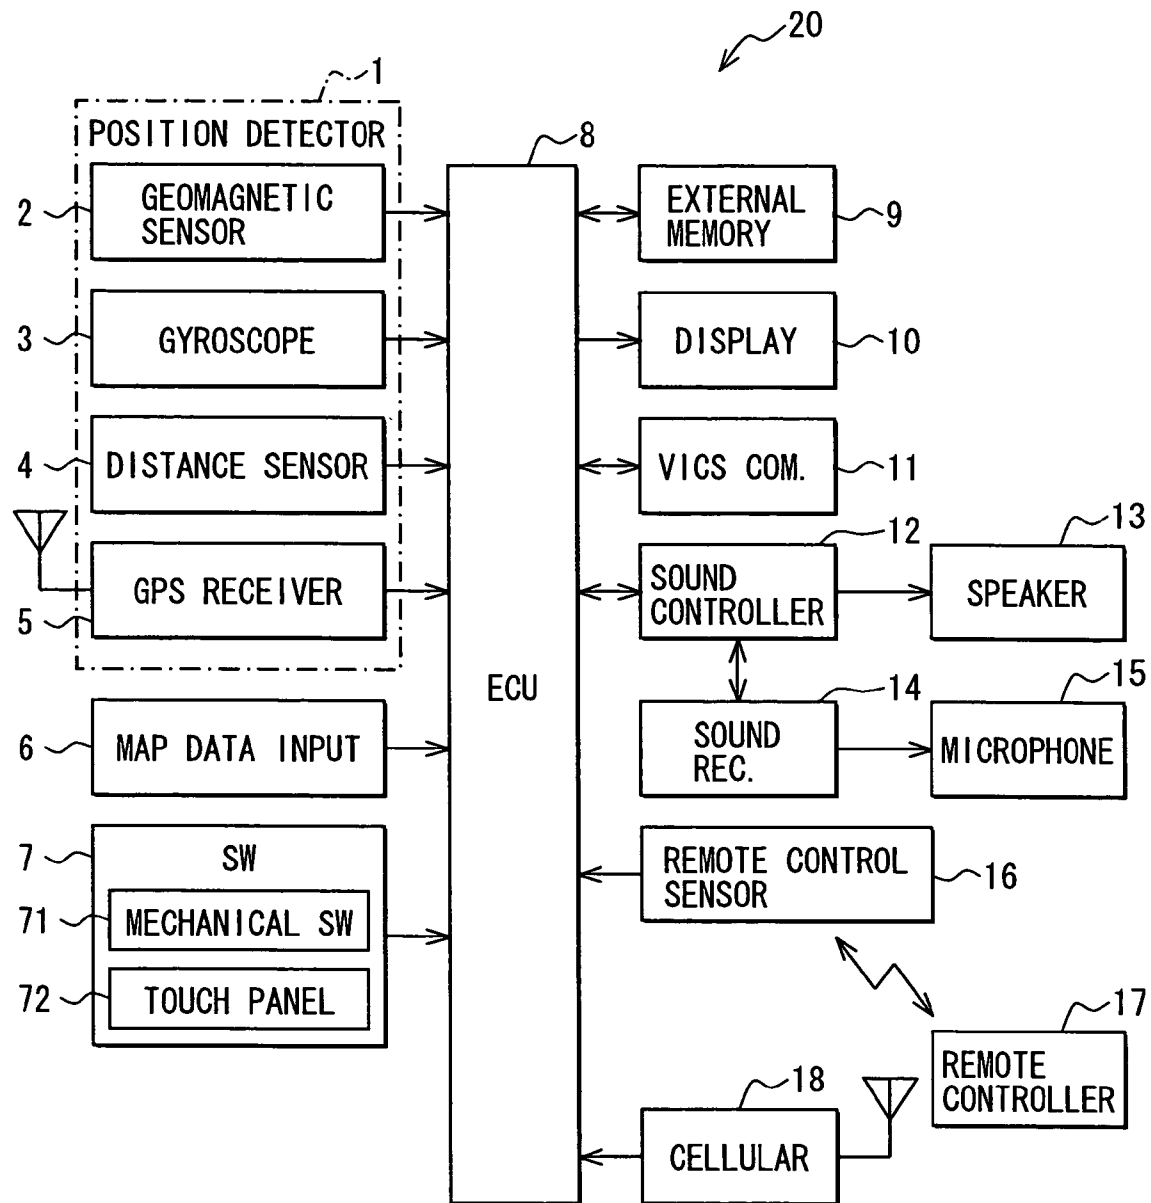 20
1
POSITION DETECTOR
8
2
GEOMAGNETIC
SENSOR
EXTERNAL
MEMORY
9
3
GYROSCOPE
DISPLAY
10
4
DISTANCE SENSOR
VICS COM.
11
12
13
5
GPS RECEIVER
SOUND
CONTROLLER
SPEAKER
ECU
14
15
6
MAP DATA INPUT
SOUND
REC.
MICROPHONE
7
SW
REMOTE CONTROL
SENSOR
16
71
MECHANICAL SW
72
TOUCH PANEL
17
REMOTE
CONTROLLER
18
CELLULAR